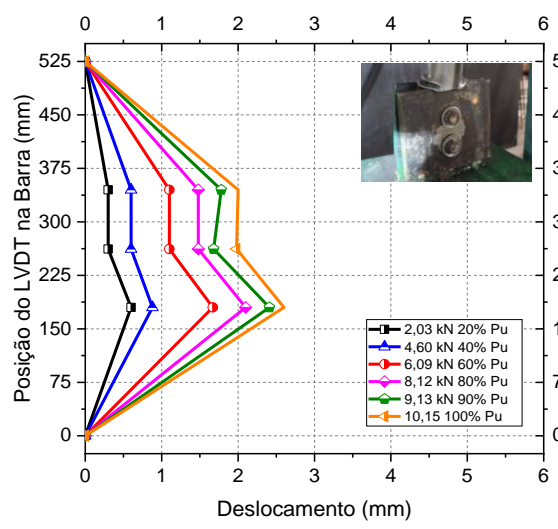 0 1 2 3 4 5 6
525
450
375
300
225
150
75
0
Posição do LVDT na Barra (mm)
2,03 kN 20% Pu
4,60 kN 40% Pu
6,09 kN 60% Pu
8,12 kN 80% Pu
9,13 kN 90% Pu
10,15 100% Pu
0 1 2 3 4 5 6
Deslocamento (mm)